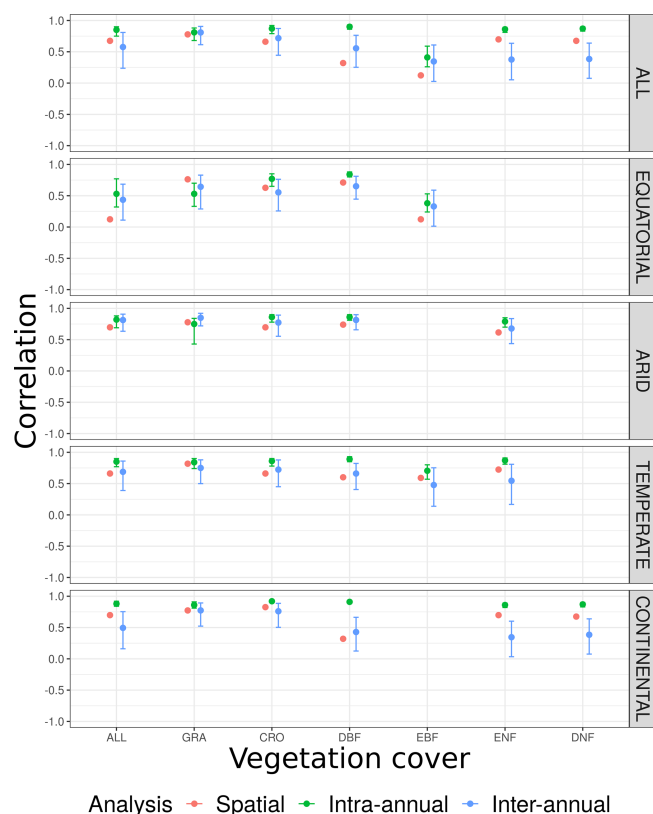 1.0
0.5
0.0
-0.5
-1.0
ALL
1.0
0.5
0.0
-0.5
-1.0
EQUATORIAL
1.0
0.5
0.0
-0.5
-1.0
ARID
1.0
0.5
0.0
-0.5
-1.0
TEMPERATE
1.0
0.5
0.0
-0.5
-1.0
CONTINENTAL
Correlation
ALL GRA CRO DBF EBF ENF DNF
Vegetation cover
Analysis Spatial Intra-annual Inter-annual